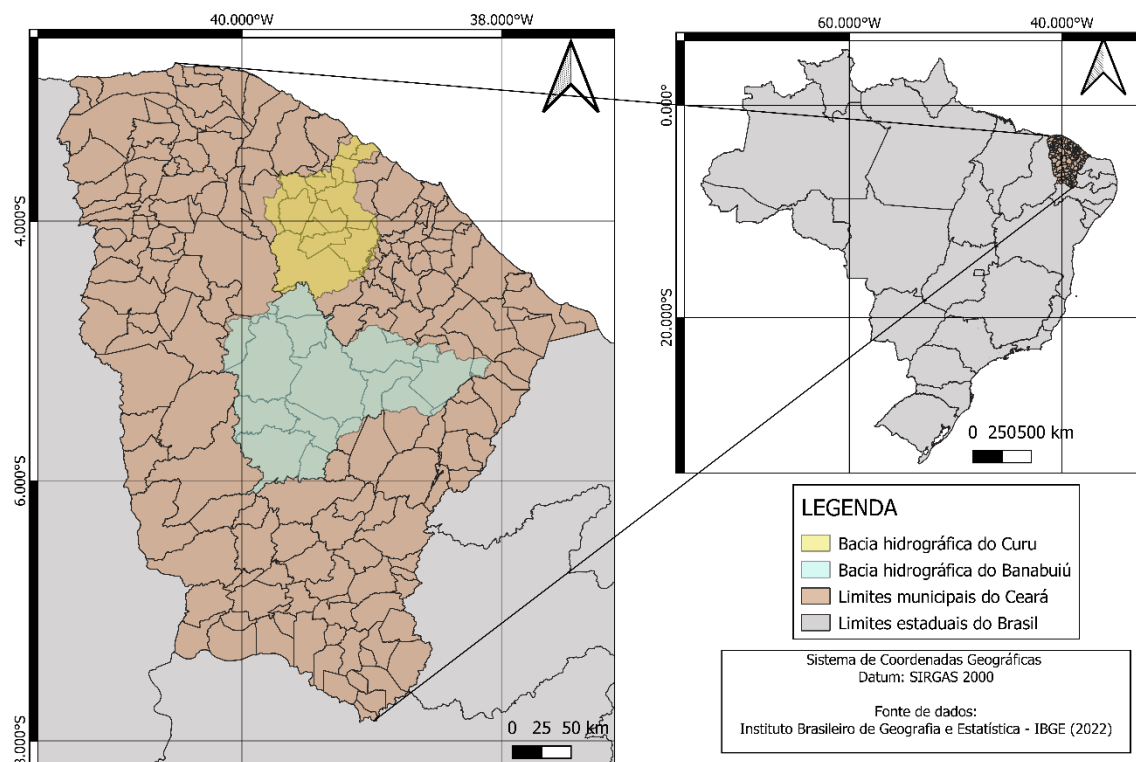 40.000°W 38.000°W
4.000°S
6.000°S
8.000°S
0 25 50 km
60.000°W 40.000°W
0.000°
20.000°S
0 250500 km
LEGENDA
Bacia hidrográfica do Curu
Bacia hidrográfica do Banabuiú
Limites municipais do Ceará
Limites estaduais do Brasil
Sistema de Coordenadas Geográficas
Datum: SIRGAS 2000
Fonte de dados:
Instituto Brasileiro de Geografia e Estatística - IBGE (2022)